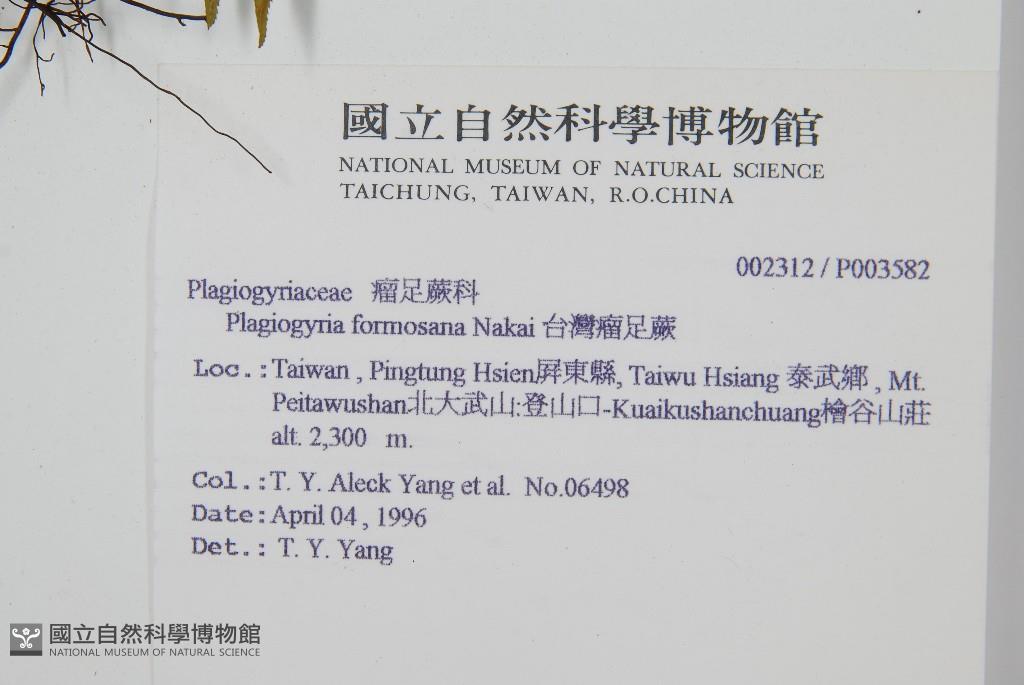 國立自然科學博物館
NATIONAL MUSEUM OF NATURAL SCIENCE
TAICHUNG, TAIWAN, R.O.CHINA
002312 / P003582
Plagiogyriaceae 瘤足蕨科
Plagiogyria formosana Nakai 台灣瘤足蕨
Loc.: Taiwan , Pingtung Hsien屏東縣, Taiwu Hsiang 泰武鄉 , Mt.
Peitawushan北大武山:登山口-Kuaikushanchuang檜谷山莊
alt. 2,300 m.
Col.: T. Y. Aleck Yang et al. No.06498
Date: April 04 , 1996
Det.: T. Y. Yang
國立自然科學博物館
NATIONAL MUSEUM OF NATURAL SCIENCE